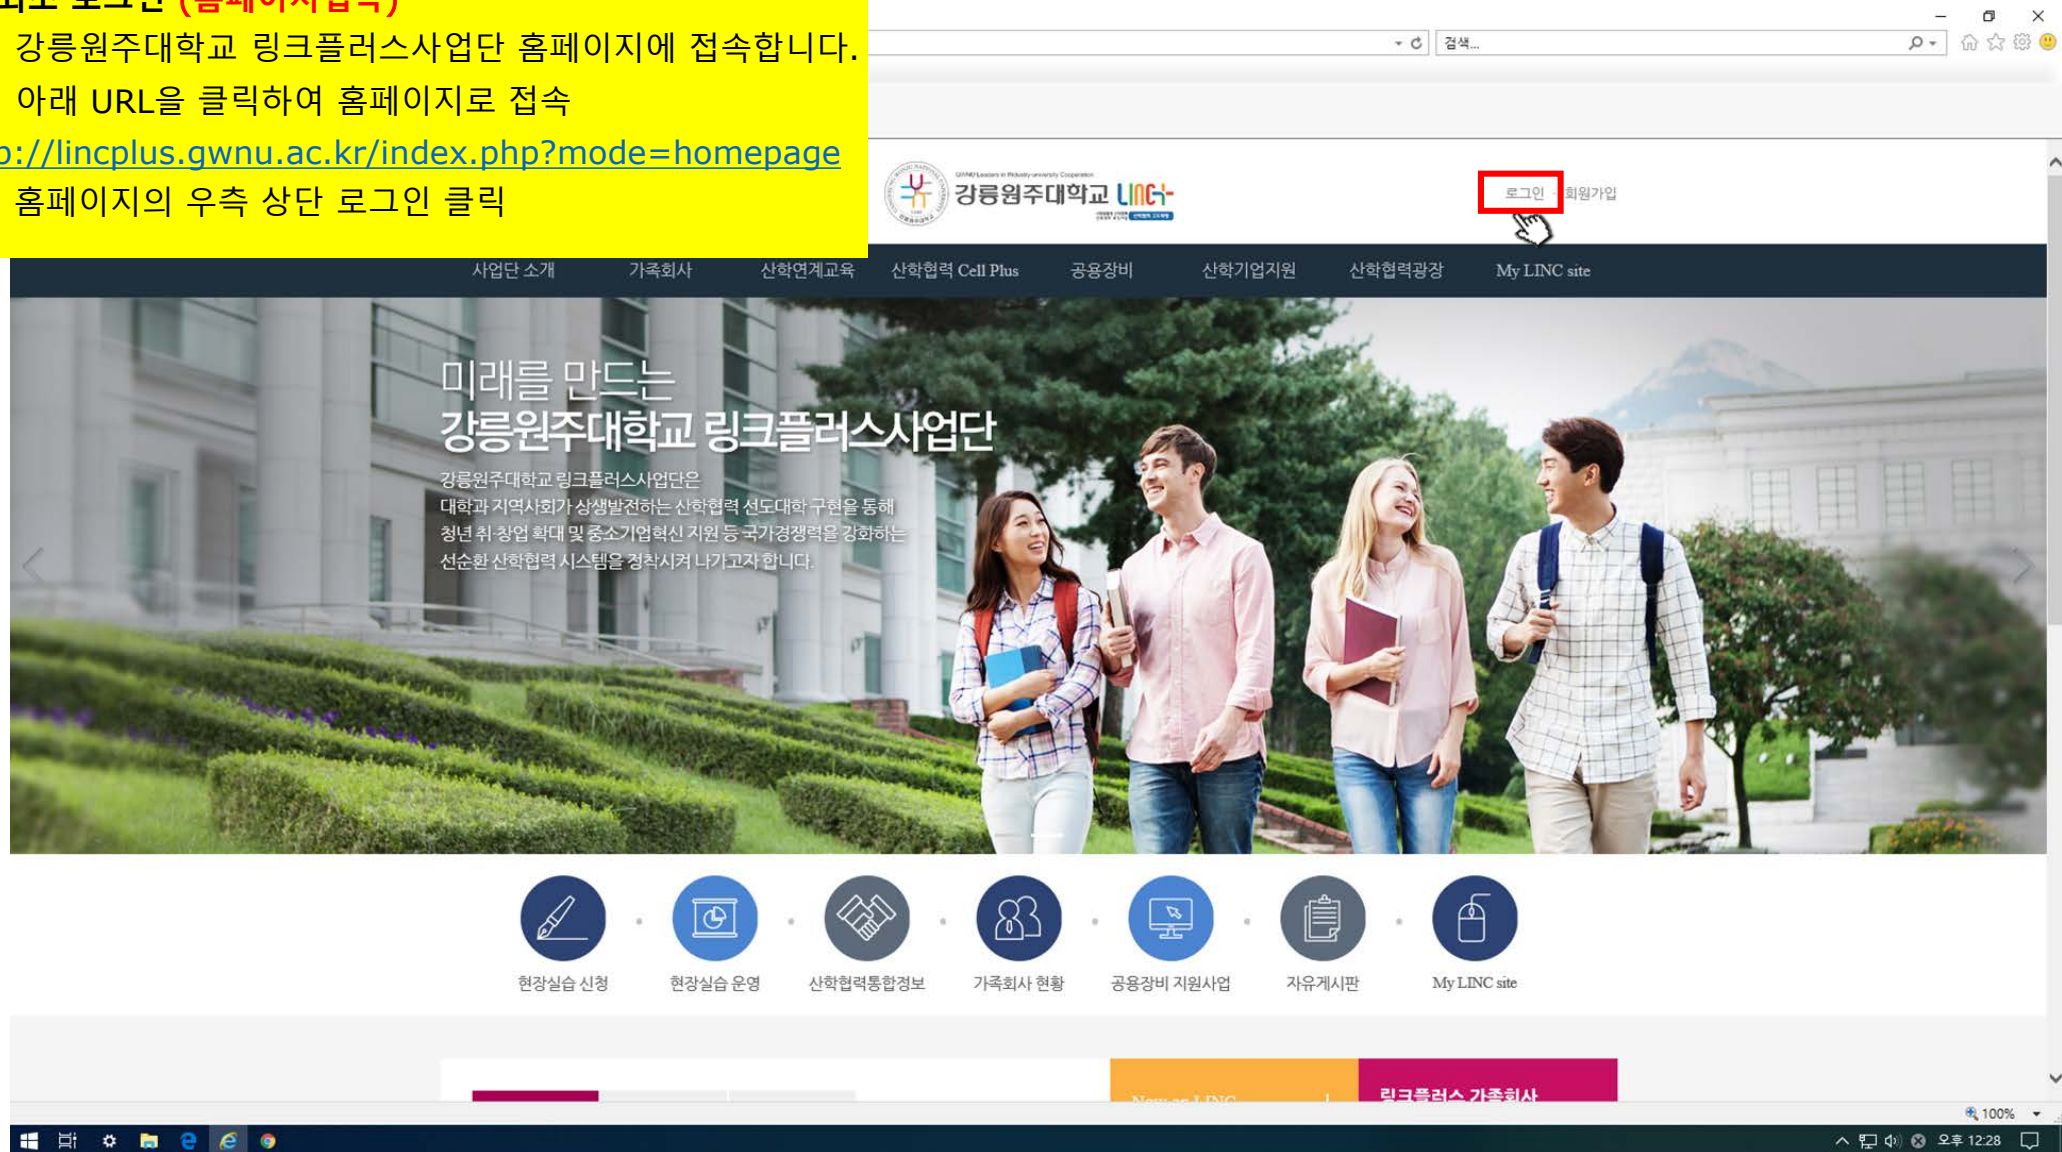 최초 로그인 (홈페이지접속)
강릉원주대학교 링크플러스사업단 홈페이지에 접속합니다.
아래 URL을 클릭하여 홈페이지로 접속
p://lincplus.gwnu.ac.kr/index.php?mode=homepage
홈페이지의 우측 상단 로그인 클릭
검색...
강릉원주대학교 LINC+
로그인 · 회원가입
사업단 소개 가족회사 산학연계교육 산학협력 Cell Plus 공용장비 산학기업지원 산학협력광장 My LINC site
미래를 만드는
강릉원주대학교 링크플러스사업단
강릉원주대학교 링크플러스사업단은
대학과 지역사회가 상생발전하는 산학협력 선도대학 구현을 통해
청년 취·창업 확대 및 중소기업혁신 지원 등 국가경쟁력을 강화하는
선순환 산학협력 시스템을 정착시켜 나가고자 합니다.
현장실습 신청 현장실습 운영 산학협력통합정보 가족회사 현황 공용장비 지원사업 자유게시판 My LINC site
링크플러스 가족회사
100%
오후 12:28